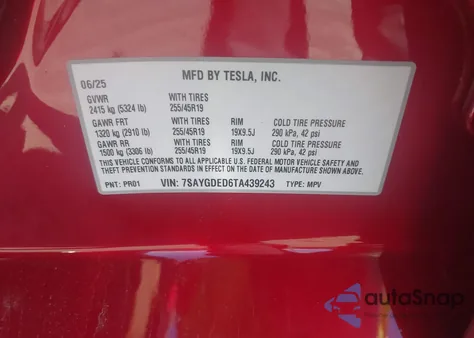 06/25 MFD BY TESLA, INC.
GVWR WITH TIRES
2415 kg (5324 lb) 255/45R19
GAWR FRT WITH TIRES RIM COLD TIRE PRESSURE
1320 kg (2910 lb) 255/45R19 19X9.5J 290 kPa, 42 psi
GAWR RR WITH TIRES RIM COLD TIRE PRESSURE
1500 kg (3306 lb) 255/45R19 19X9.5J 290 kPa, 42 psi
THIS VEHICLE CONFORMS TO ALL APPLICABLE U.S. FEDERAL MOTOR VEHICLE SAFETY AND
THEFT PREVENTION STANDARDS IN EFFECT ON THE DATE OF MANUFACTURE SHOWN ABOVE.
PNT: PR01 VIN: 7SAYGDED6TA439243 TYPE: MPV
autoSnap